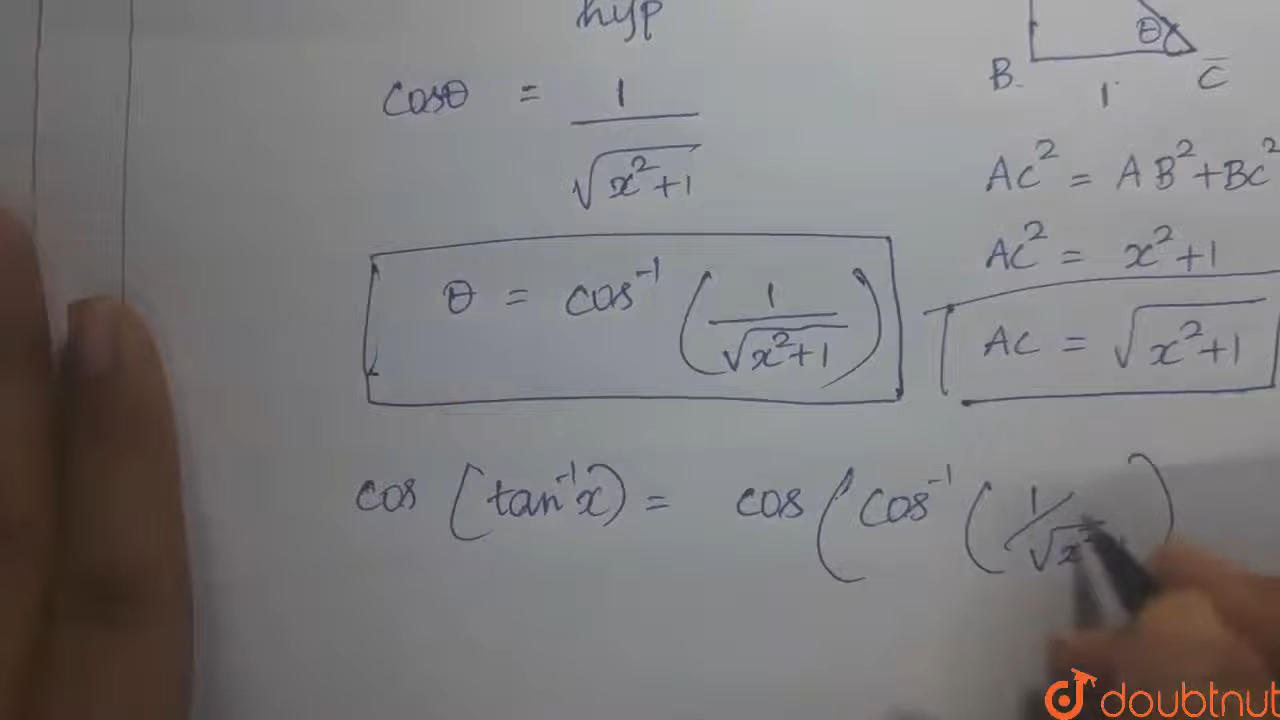 hyp
cosθ = 1/√(x²+1)
θ = cos⁻¹(1/√(x²+1))
cos(tan⁻¹x) = cos(cos⁻¹(1/√x²
θ
B
1
C
AC² = AB²+BC²
AC² = x²+1
AC = √(x²+1)
doubtnut